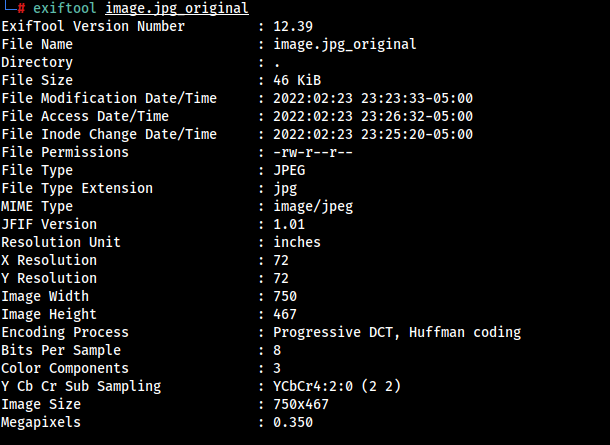 └─# exiftool image.jpg_original
ExifTool Version Number : 12.39
File Name : image.jpg_original
Directory : .
File Size : 46 KiB
File Modification Date/Time : 2022:02:23 23:23:33-05:00
File Access Date/Time : 2022:02:23 23:26:32-05:00
File Inode Change Date/Time : 2022:02:23 23:25:20-05:00
File Permissions : -rw-r--r--
File Type : JPEG
File Type Extension : jpg
MIME Type : image/jpeg
JFIF Version : 1.01
Resolution Unit : inches
X Resolution : 72
Y Resolution : 72
Image Width : 750
Image Height : 467
Encoding Process : Progressive DCT, Huffman coding
Bits Per Sample : 8
Color Components : 3
Y Cb Cr Sub Sampling : YCbCr4:2:0 (2 2)
Image Size : 750x467
Megapixels : 0.350